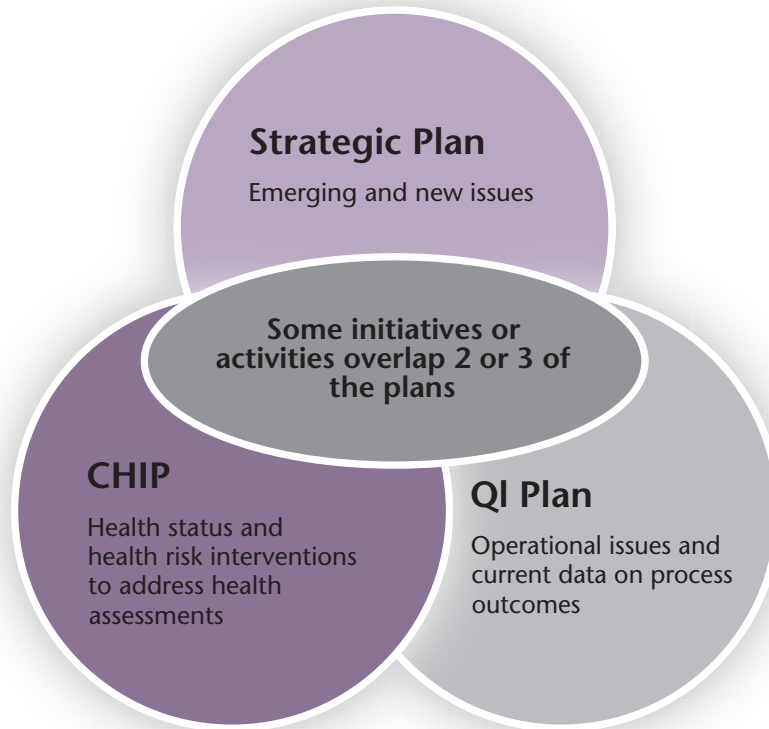 Strategic Plan
Emerging and new issues
Some initiatives or
activities overlap 2 or 3 of
the plans
CHIP
Health status and
health risk interventions
to address health
assessments
Ql Plan
Operational issues and
current data on process
outcomes